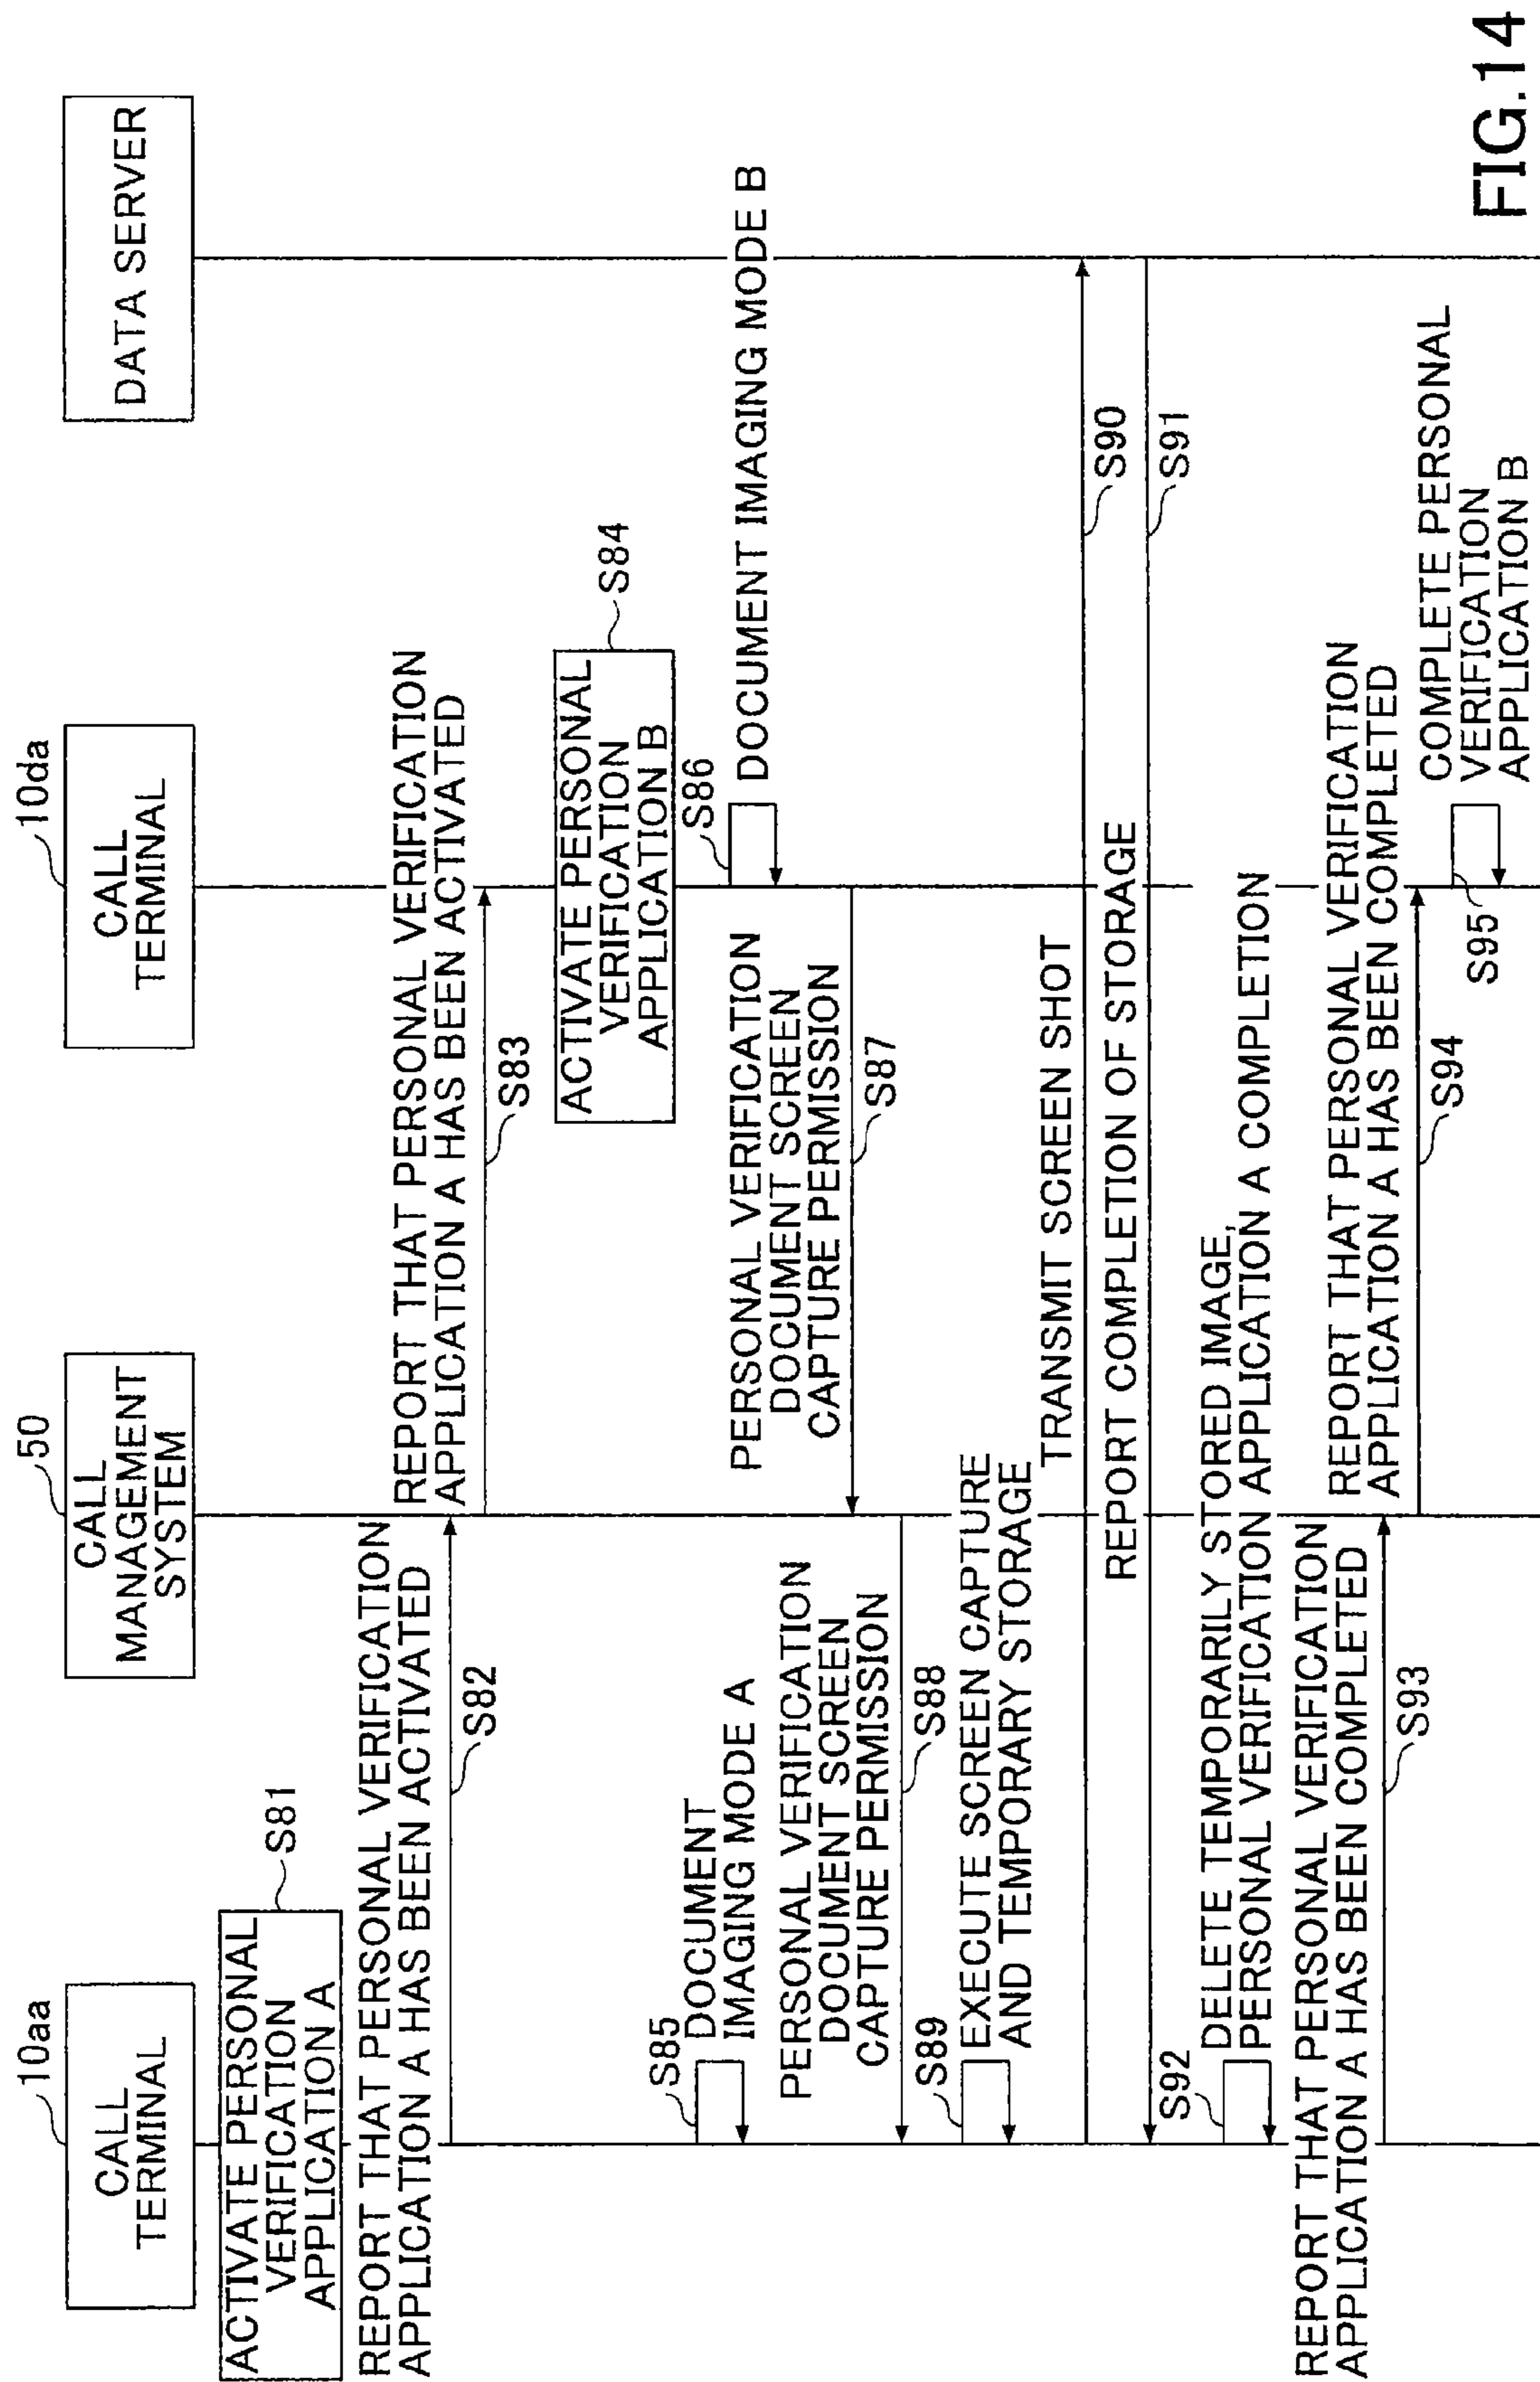 10aa
CALL
TERMINAL
50
CALL
MANAGEMENT
SYSTEM
10da
CALL
TERMINAL
DATA SERVER
ACTIVATE PERSONAL
VERIFICATION
APPLICATION A
S81
REPORT THAT PERSONAL VERIFICATION
APPLICATION A HAS BEEN ACTIVATED
S82
REPORT THAT PERSONAL VERIFICATION
APPLICATION A HAS BEEN ACTIVATED
S83
ACTIVATE PERSONAL
VERIFICATION
APPLICATION B
S84
S85
DOCUMENT
IMAGING MODE A
S86
DOCUMENT IMAGING MODE B
PERSONAL VERIFICATION
DOCUMENT SCREEN
CAPTURE PERMISSION
S87
PERSONAL VERIFICATION
DOCUMENT SCREEN
CAPTURE PERMISSION
S88
S89
EXECUTE SCREEN CAPTURE
AND TEMPORARY STORAGE
TRANSMIT SCREEN SHOT
S90
REPORT COMPLETION OF STORAGE
S91
S92
DELETE TEMPORARILY STORED IMAGE,
PERSONAL VERIFICATION APPLICATION A COMPLETION
REPORT THAT PERSONAL VERIFICATION
APPLICATION A HAS BEEN COMPLETED
S93
REPORT THAT PERSONAL VERIFICATION
APPLICATION A HAS BEEN COMPLETED
S94
S95
COMPLETE PERSONAL
VERIFICATION
APPLICATION B
FIG.14